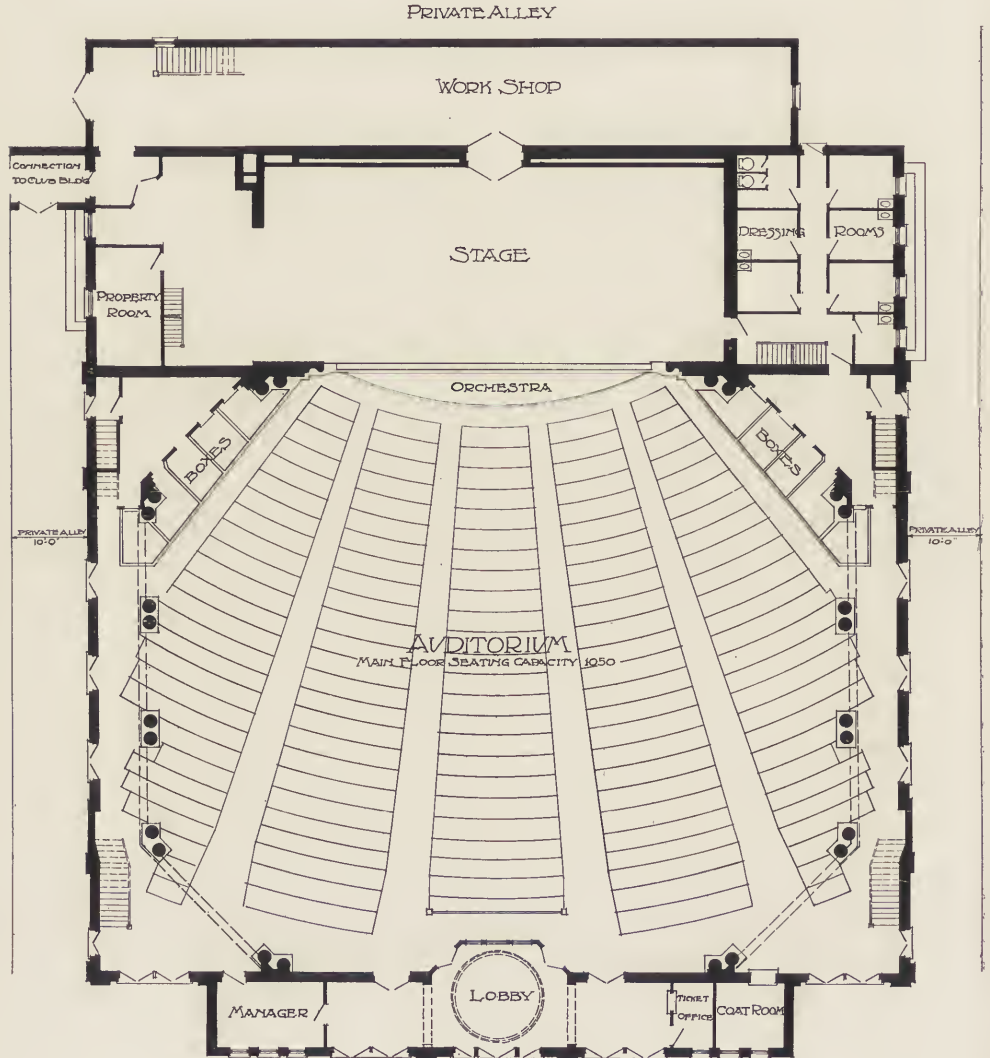 PRIVATE ALLEY
WORK SHOP
CONNECTION
TO CLUB BLDG
STAGE
DRESSING ROOMS
PROPERTY
ROOM
ORCHESTRA
BOXES
BOXES
PRIVATE ALLEY
10'-0"
PRIVATE ALLEY
10'-0"
AUDITORIUM
MAIN FLOOR SEATING CAPACITY 1050
LOBBY
MANAGER
TICKET
OFFICE
COAT ROOM